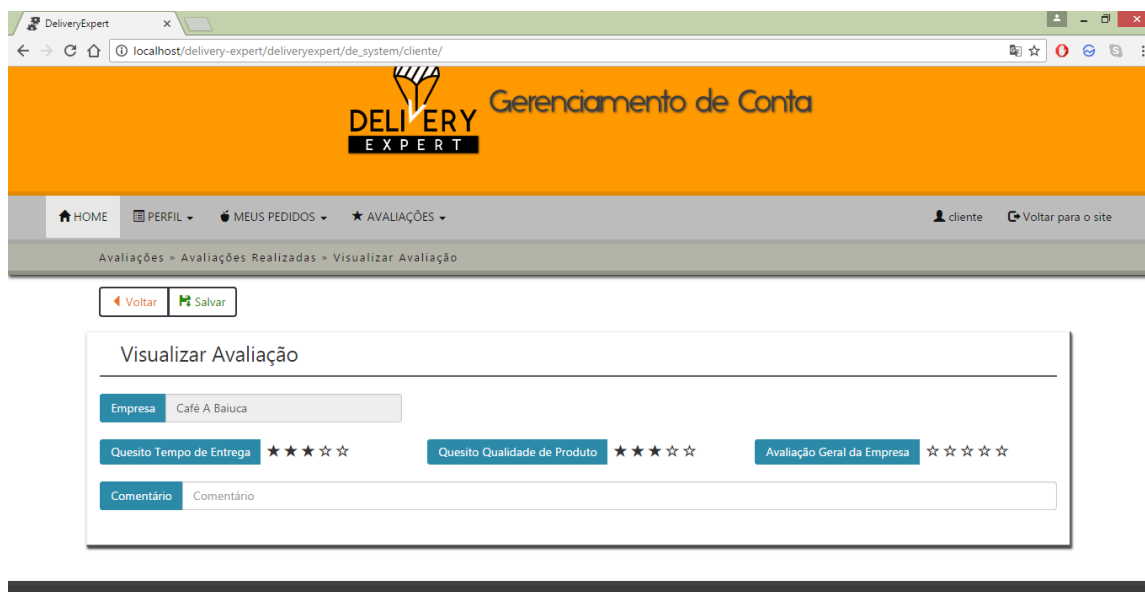 DeliveryExpert
localhost/delivery-expert/deliveryexpert/de_system/cliente/
DELIVERY
EXPERT
Gerenciamento de Conta
HOME PERFIL MEUS PEDIDOS AVALIAÇÕES cliente Voltar para o site
Avaliações » Avaliações Realizadas » Visualizar Avaliação
Voltar Salvar
Visualizar Avaliação
Empresa Café A Baiuca
Quesito Tempo de Entrega ★★★☆☆ Quesito Qualidade de Produto ★★★☆☆ Avaliação Geral da Empresa ☆☆☆☆☆
Comentário Comentário